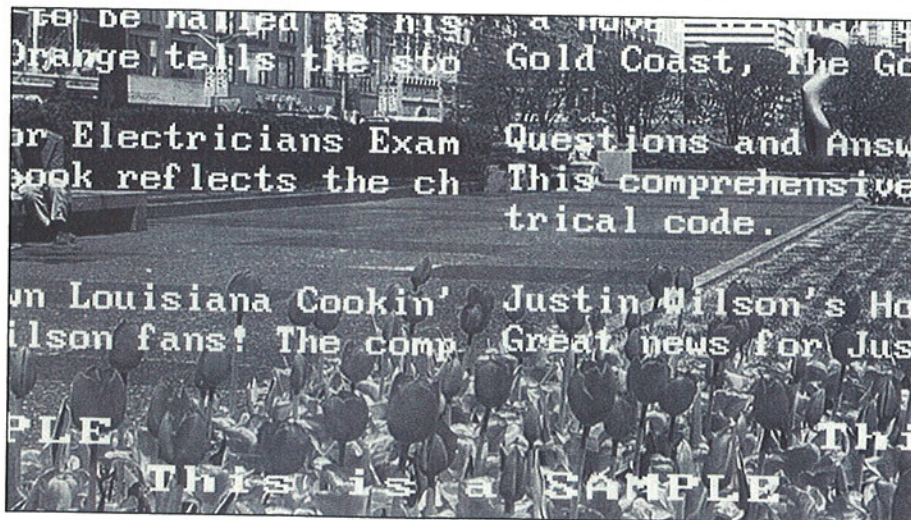 to be hailed as his a nove
Orange tells the sto Gold Coast, The Go
or Electricians Exam Questions and Answ
book reflects the ch This comprehensive
trical code.
wn Louisiana Cookin' Justin Wilson's Ho
ilson fans! The comp Great news for Jus
PLE Thi
This is a SAMPLE